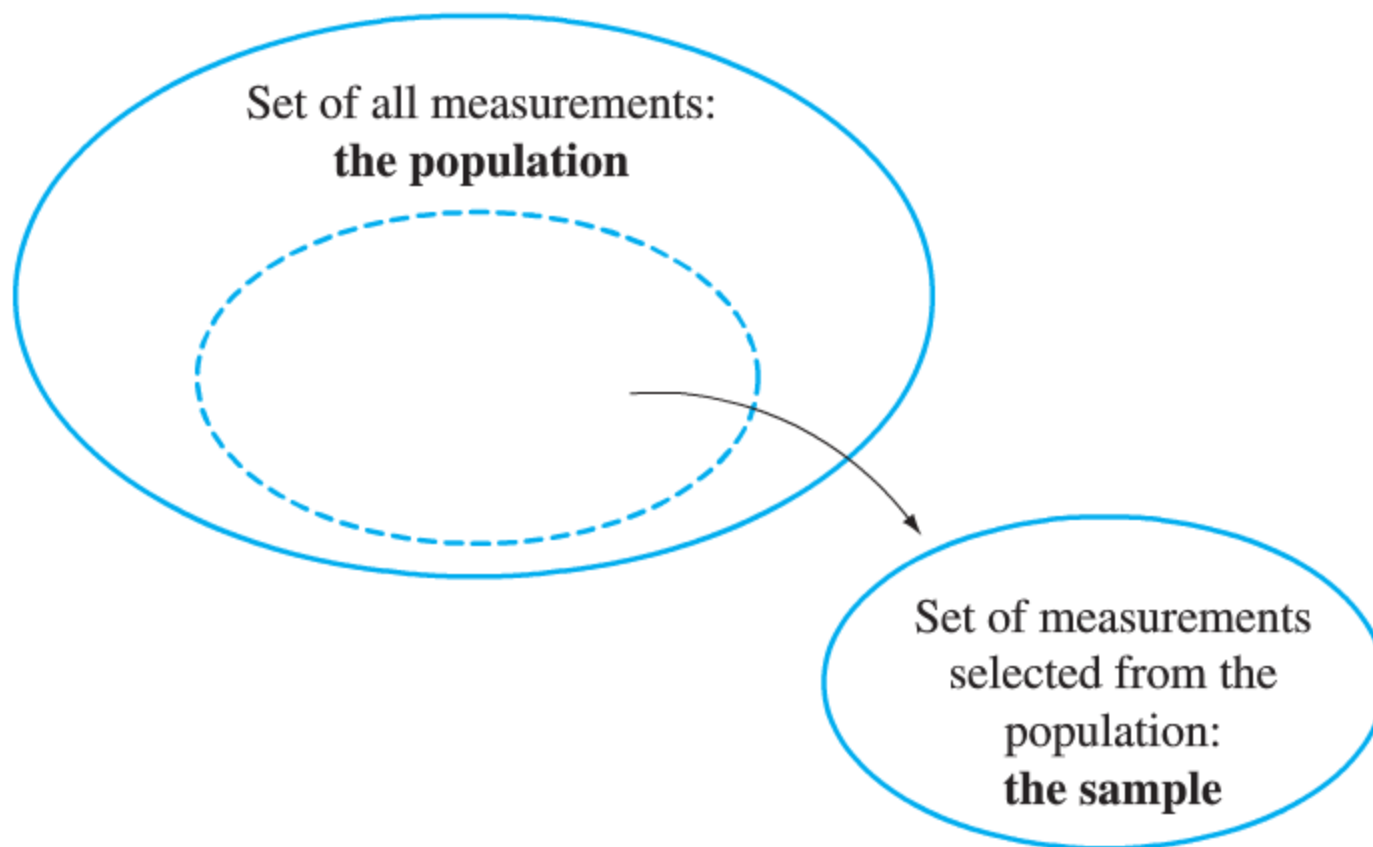 Set of all measurements:
the population
Set of measurements
selected from the
population:
the sample